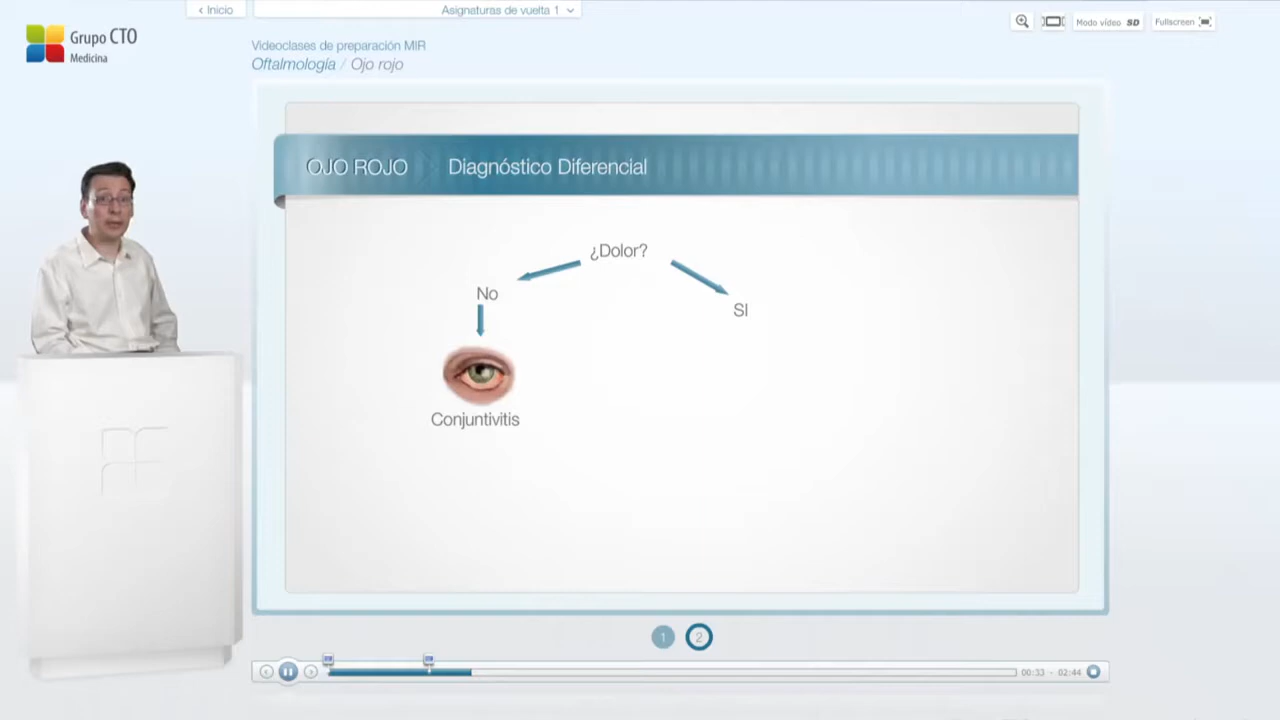 ‹ Inicio
Asignaturas de vuelta 1
Modo vídeo SD
Fullscreen
Grupo CTO
Medicina
Videoclases de preparación MIR
Oftalmología / Ojo rojo
OJO ROJO
Diagnóstico Diferencial
¿Dolor?
No
SI
Conjuntivitis
1
2
00:33 - 02:44